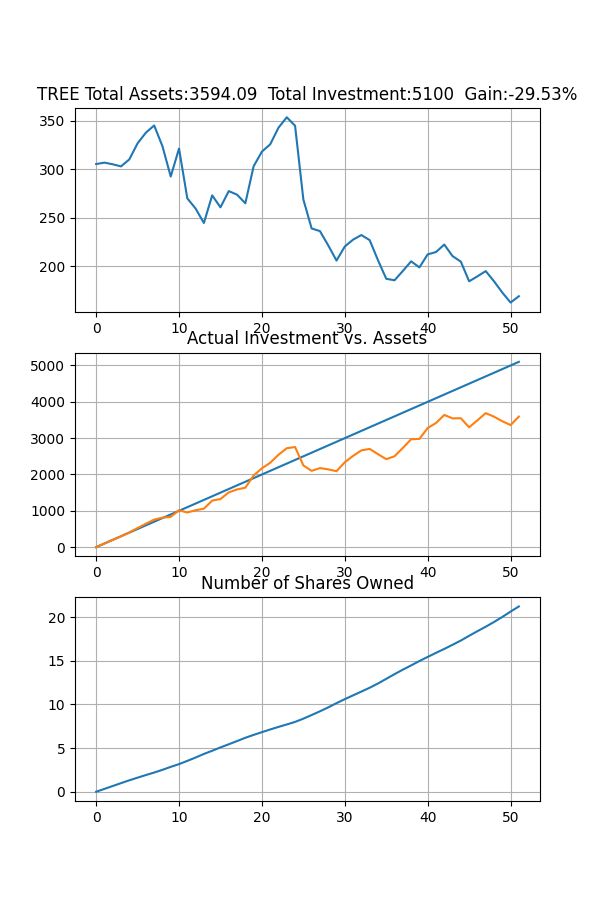 TREE Total Assets:3594.09  Total Investment:5100  Gain:-29.53%
350
300
250
200
0 10 20 30 40 50
Actual Investment vs. Assets
5000
4000
3000
2000
1000
0
0 10 20 30 40 50
Number of Shares Owned
20
15
10
5
0
0 10 20 30 40 50